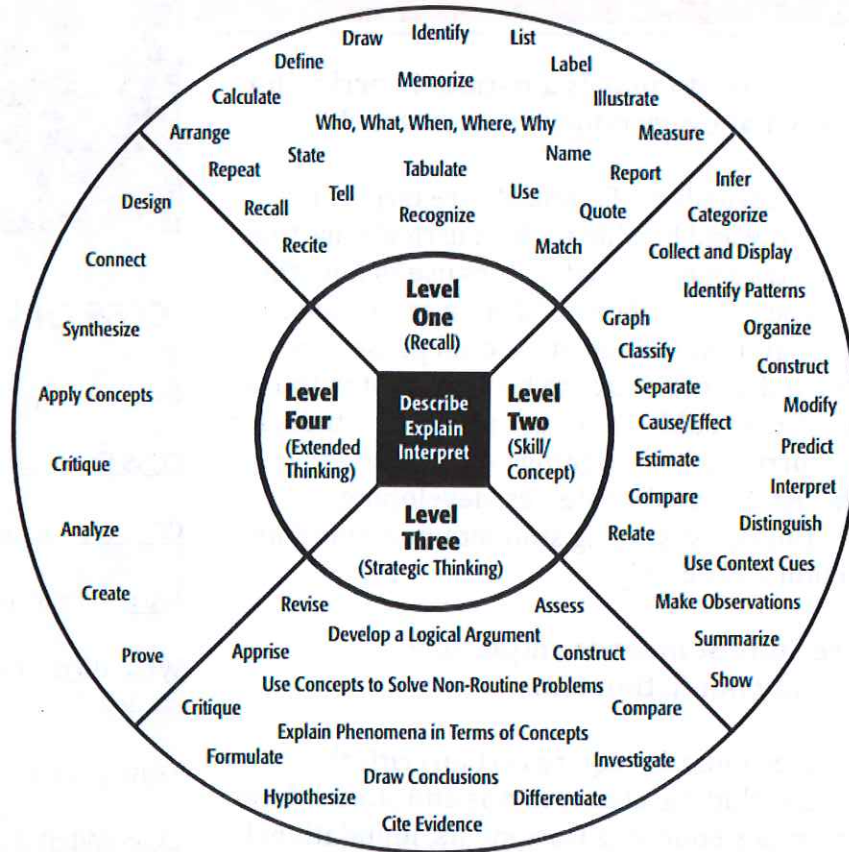 Draw
Identify
List
Define
Label
Memorize
Calculate
Illustrate
Who, What, When, Where, Why
Arrange
Measure
State
Name
Repeat
Tabulate
Report
Tell
Use
Recall
Recognize
Quote
Recite
Match
Infer
Categorize
Collect and Display
Identify Patterns
Graph
Organize
Classify
Construct
Separate
Modify
Cause/Effect
Predict
Estimate
Interpret
Compare
Distinguish
Relate
Use Context Cues
Make Observations
Summarize
Show
Design
Connect
Synthesize
Apply Concepts
Critique
Analyze
Create
Prove
Level
One
(Recall)
Level
Four
(Extended
Thinking)
Describe
Explain
Interpret
Level
Two
(Skill/
Concept)
Level
Three
(Strategic Thinking)
Revise
Assess
Develop a Logical Argument
Apprise
Construct
Use Concepts to Solve Non-Routine Problems
Critique
Compare
Explain Phenomena in Terms of Concepts
Formulate
Investigate
Draw Conclusions
Hypothesize
Differentiate
Cite Evidence